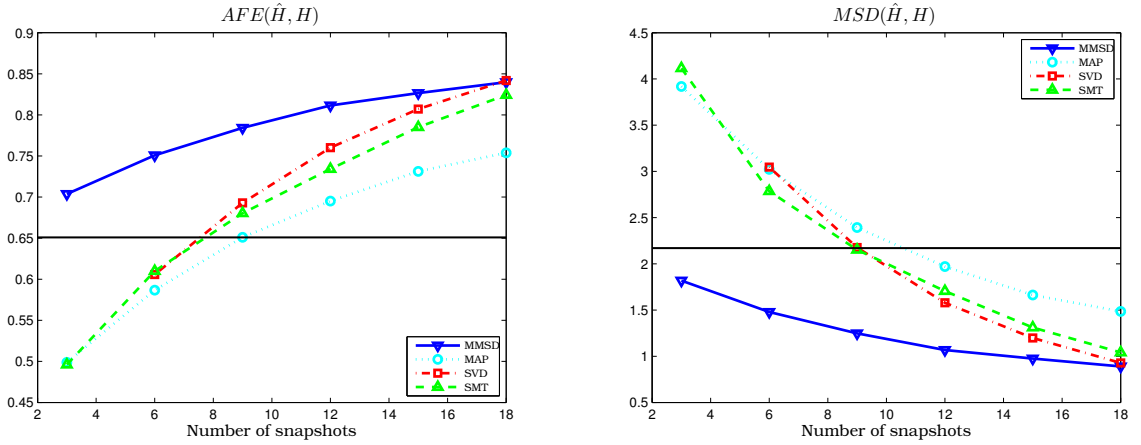 AFE(Ĥ, H)
0.9
0.85
0.8
0.75
0.7
0.65
0.6
0.55
0.5
0.45
2 4 6 8 10 12 14 16 18
Number of snapshots
MMSD
MAP
SVD
SMT
MSD(Ĥ, H)
4.5
4
3.5
3
2.5
2
1.5
1
0.5
2 4 6 8 10 12 14 16 18
Number of snapshots
MMSD
MAP
SVD
SMT